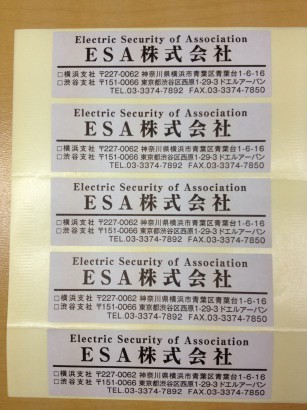 Electric Security of Association
ESA株式会社
□横浜支社 〒227-0062 神奈川県横浜市青葉区青葉台1-6-16
□渋谷支社 〒151-0066 東京都渋谷区西原1-29-3 ドエルアーバン
TEL.03-3374-7892 FAX.03-3374-7850
Electric Security of Association
ESA株式会社
□横浜支社 〒227-0062 神奈川県横浜市青葉区青葉台1-6-16
□渋谷支社 〒151-0066 東京都渋谷区西原1-29-3 ドエルアーバン
TEL.03-3374-7892 FAX.03-3374-7850
Electric Security of Association
ESA株式会社
□横浜支社 〒227-0062 神奈川県横浜市青葉区青葉台1-6-16
□渋谷支社 〒151-0066 東京都渋谷区西原1-29-3 ドエルアーバン
TEL.03-3374-7892 FAX.03-3374-7850
Electric Security of Association
ESA株式会社
□横浜支社 〒227-0062 神奈川県横浜市青葉区青葉台1-6-16
□渋谷支社 〒151-0066 東京都渋谷区西原1-29-3 ドエルアーバン
TEL.03-3374-7892 FAX.03-3374-7850
Electric Security of Association
ESA株式会社
□横浜支社 〒227-0062 神奈川県横浜市青葉区青葉台1-6-16
□渋谷支社 〒151-0066 東京都渋谷区西原1-29-3 ドエルアーバン
TEL.03-3374-7892 FAX.03-3374-7850